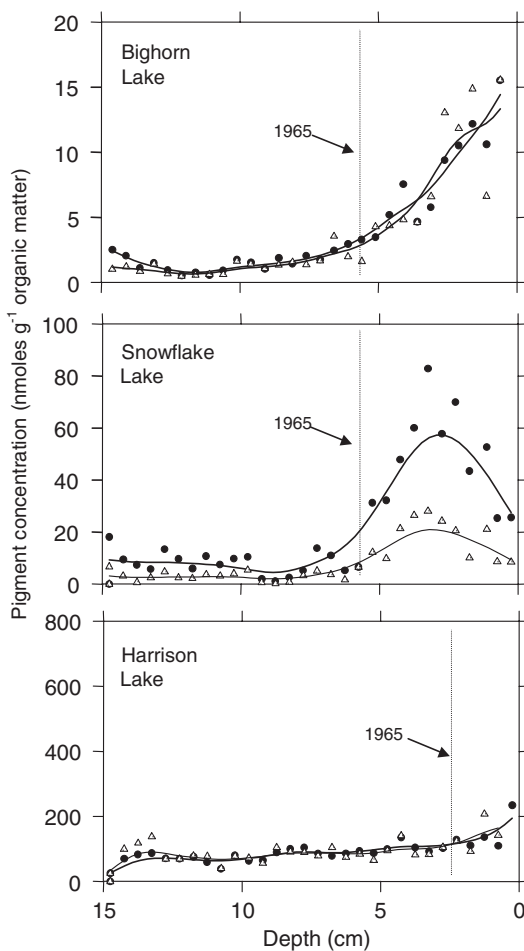 Pigment concentration (nmoles g⁻¹ organic matter)
20
15
10
5
0
Bighorn
Lake
1965
100
80
60
40
20
0
Snowflake
Lake
1965
800
600
400
200
0
Harrison
Lake
1965
15 10 5 0
Depth (cm)